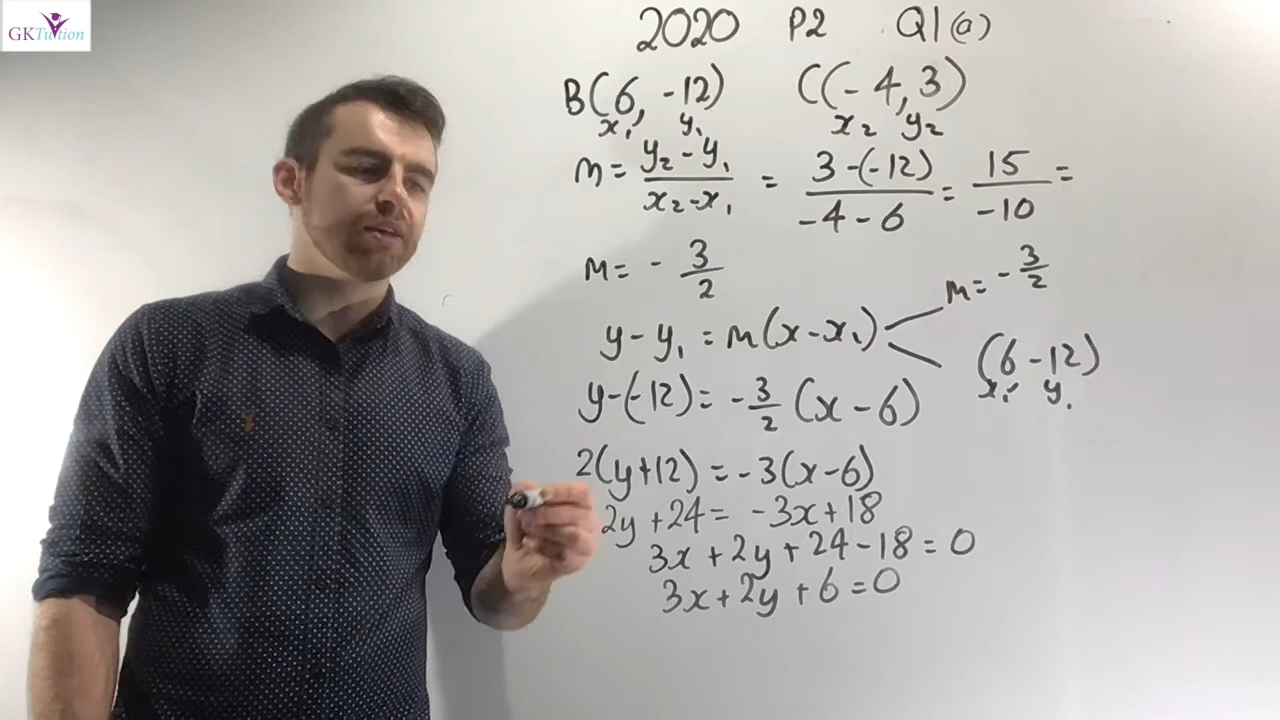 GKTuition
2020 P2 Q1(a)
B(6, -12) C(-4, 3)
x₁ y₁ x₂ y₂
m = (y₂ - y₁)/(x₂ - x₁) = (3 - (-12))/(-4 - 6) = 15/-10 =
m = - 3/2
m = - 3/2
y - y₁ = m(x - x₁)
(6 - 12)
x₁ y₁
y - (-12) = - 3/2 (x - 6)
2(y + 12) = -3(x - 6)
2y + 24 = -3x + 18
3x + 2y + 24 - 18 = 0
3x + 2y + 6 = 0